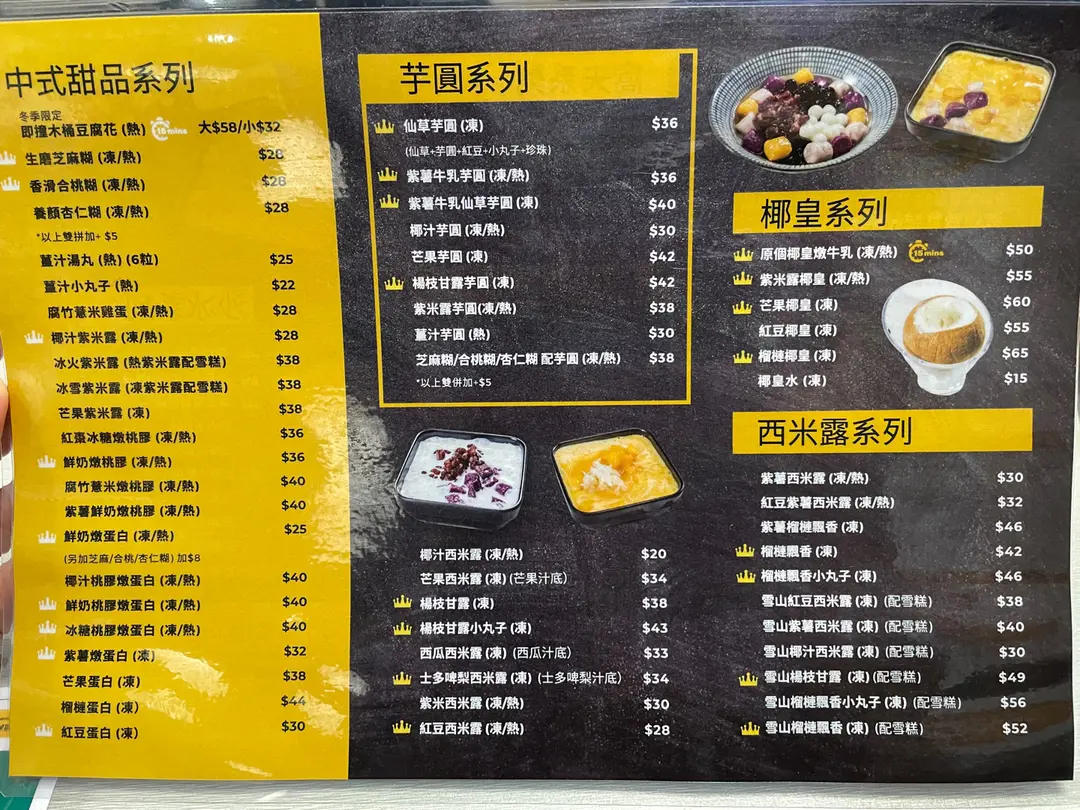 中式甜品系列
冬季限定
即撞木桶豆腐花 (熱) 15mins 大$58/小$32
生磨芝麻糊 (凍/熱) $28
香滑合桃糊 (凍/熱) $28
養顏杏仁糊 (凍/熱) $28
*以上雙拼加+ $5
薑汁湯丸 (熱) (6粒) $25
薑汁小丸子 (熱) $22
腐竹薏米雞蛋 (凍/熱) $28
椰汁紫米露 (凍/熱) $28
冰火紫米露 (熱紫米露配雪糕) $38
冰雪紫米露 (凍紫米露配雪糕) $38
芒果紫米露 (凍) $38
紅棗冰糖燉桃膠 (凍/熱) $36
鮮奶燉桃膠 (凍/熱) $36
腐竹薏米燉桃膠 (凍/熱) $40
紫薯鮮奶燉桃膠 (凍/熱) $40
鮮奶燉蛋白 (凍/熱) $25
(另加芝麻/合桃/杏仁糊) 加$8
椰汁桃膠燉蛋白 (凍/熱) $40
鮮奶桃膠燉蛋白 (凍/熱) $40
冰糖桃膠燉蛋白 (凍/熱) $40
紫薯燉蛋白 (凍) $32
芒果蛋白 (凍) $38
榴槤蛋白 (凍) $44
紅豆蛋白 (凍) $30
芋圓系列
仙草芋圓 (凍) $36
(仙草+芋圓+紅豆+小丸子+珍珠)
紫薯牛乳芋圓 (凍/熱) $36
紫薯牛乳仙草芋圓 (凍) $40
椰汁芋圓 (凍/熱) $30
芒果芋圓 (凍) $42
楊枝甘露芋圓 (凍) $42
紫米露芋圓(凍/熱) $38
薑汁芋圓 (熱) $30
芝麻糊/合桃糊/杏仁糊 配芋圓 (凍/熱) $38
*以上雙併加+$5
椰汁西米露 (凍/熱) $20
芒果西米露 (凍) (芒果汁底) $34
楊枝甘露 (凍) $38
楊枝甘露小丸子 (凍) $43
西瓜西米露 (凍) (西瓜汁底) $33
士多啤梨西米露 (凍) (士多啤梨汁底) $34
紫米西米露 (凍/熱) $30
紅豆西米露 (凍/熱) $28
椰皇系列
原個椰皇燉牛乳 (凍/熱) 15mins $50
紫米露椰皇 (凍/熱) $55
芒果椰皇 (凍) $60
紅豆椰皇 (凍) $55
榴槤椰皇 (凍) $65
椰皇水 (凍) $15
西米露系列
紫薯西米露 (凍/熱) $30
紅豆紫薯西米露 (凍/熱) $32
紫薯榴槤飄香 (凍) $46
榴槤飄香 (凍) $42
榴槤飄香小丸子 (凍) $46
雪山紅豆西米露 (凍) (配雪糕) $38
雪山紫薯西米露 (凍) (配雪糕) $40
雪山椰汁西米露 (凍) (配雪糕) $30
雪山楊枝甘露 (凍) (配雪糕) $49
雪山榴槤飄香小丸子 (凍) (配雪糕) $56
雪山榴槤飄香 (凍) (配雪糕) $52